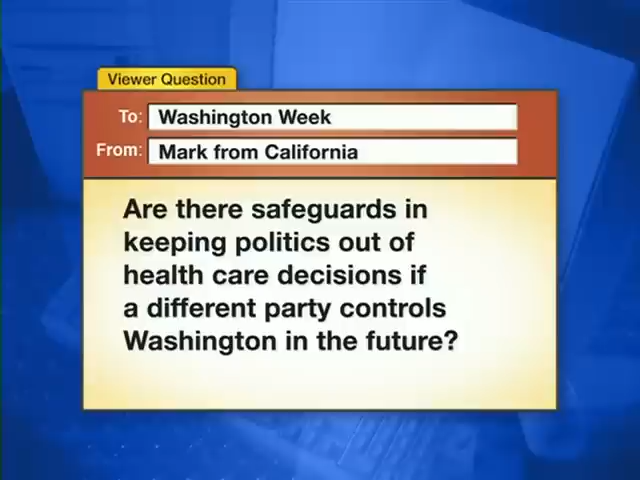 Viewer Question
To: Washington Week
From: Mark from California
Are there safeguards in
keeping politics out of
health care decisions if
a different party controls
Washington in the future?